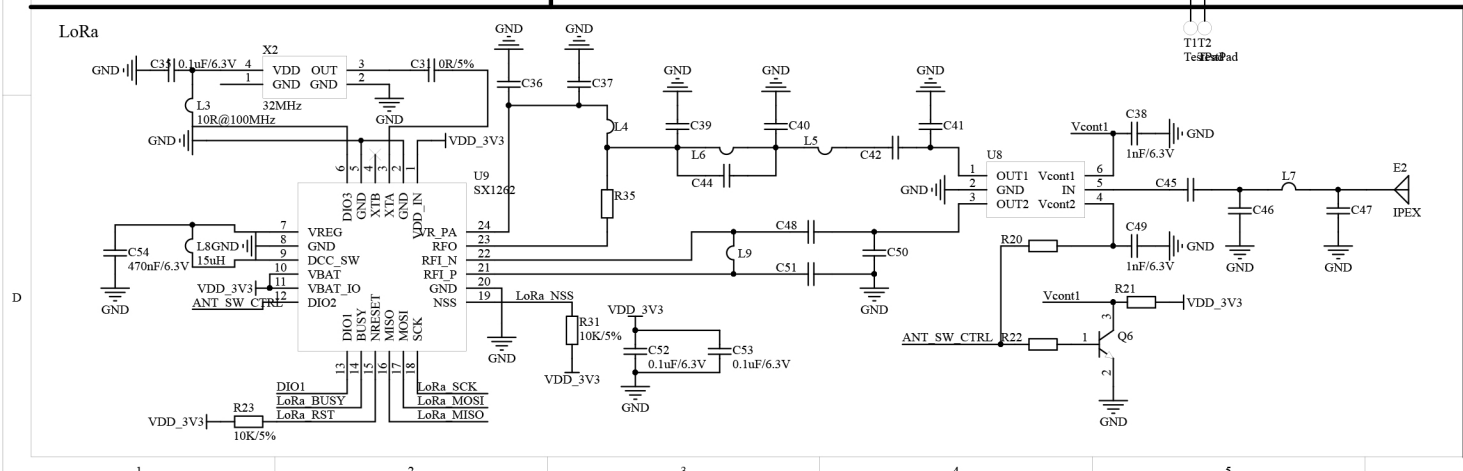 LoRa
T1T2
GND
GND
X2
C35 0.1uF/6.3V
GND
4 VDD OUT 3
1 GND GND 2
C31 0R/5%
32MHz
L3
10R@100MHz
GND
GND
VDD_3V3
C36
C37
GND
GND
GND
C39
C40
C41
L4
L6
L5
C42
C44
R35
U9
SX1262
6 5 4 3 2 1
DIO3
GND
XTB
XTA
GND
VDD_IN
7 VREG
8 GND
9 DCC_SW
10 VBAT
11 VBAT_IO
12 DIO2
VR_PA 24
RFO 23
RFI_N 22
RFI_P 21
GND 20
NSS 19
C54
470nF/6.3V
GND
L8
GND
15uH
VDD_3V3
ANT_SW_CTRL
DIO1
BUSY
NRESET
MISO
MOSI
SCK
13 14 15 16 17 18
DIO1
LoRa_BUSY
LoRa_RST
LoRa_SCK
LoRa_MOSI
LoRa_MISO
VDD_3V3
R23
10K/5%
GND
LoRa_NSS
R31
10K/5%
VDD_3V3
C48
L9
C50
C51
GND
VDD_3V3
C52
0.1uF/6.3V
C53
0.1uF/6.3V
GND
U8
1 OUT1 Vcont1 6
2 GND IN 5
3 OUT2 Vcont2 4
GND
Vcont1
C38
GND
1nF/6.3V
C45
L7
E2
IPEX
C46
C47
GND
GND
R20
C49
GND
1nF/6.3V
Vcont1
R21
VDD_3V3
ANT_SW_CTRL
R22
1
3
Q6
2
GND
D
1 2 3 4 5